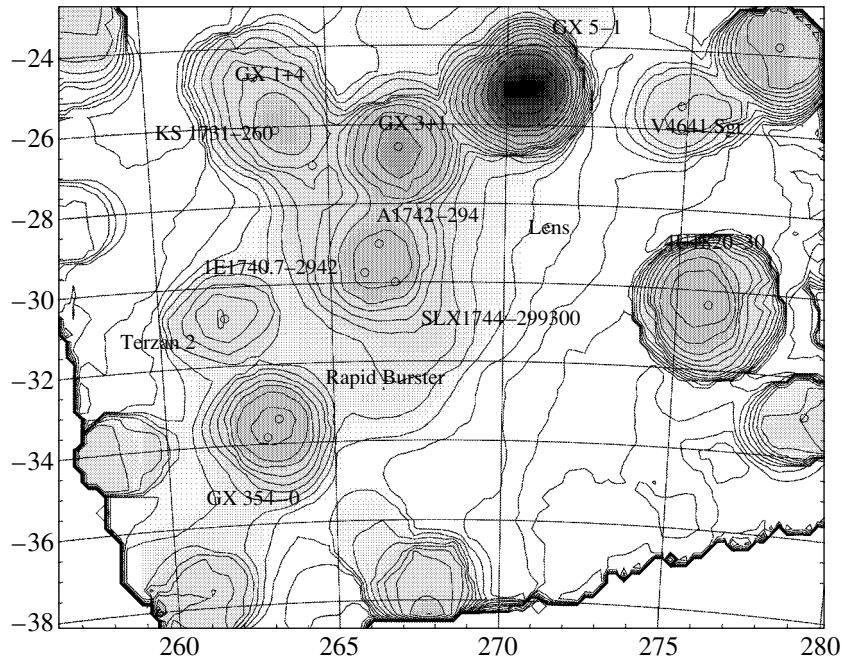 GX 5−1
−24
GX 1+4
−26
KS 1731−260
GX 3+1
V4641 Sgr
−28
A1742−294
Lens
4U1820−30
1E1740.7−2942
−30
SLX1744−299300
Terzan 2
−32
Rapid Burster
−34
GX 354−0
−36
−38
260
265
270
275
280